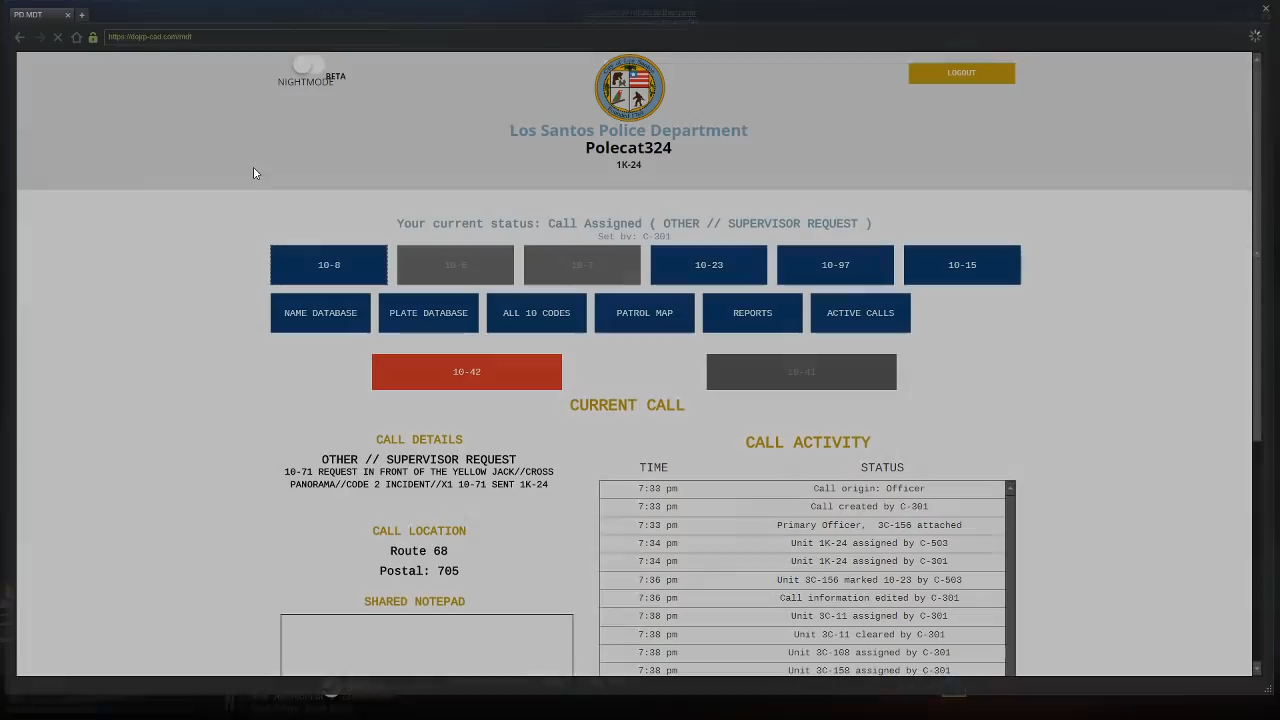 PD.MDT
https://dojrp-cad.com/mdt
NIGHTMODE BETA
LOGOUT
Los Santos Police Department
Polecat324
1K-24
Your current status: Call Assigned ( OTHER // SUPERVISOR REQUEST )
Set by: C-301
10-8 10-6 10-7 10-23 10-97 10-15
NAME DATABASE PLATE DATABASE ALL 10 CODES PATROL MAP REPORTS ACTIVE CALLS
10-42 10-41
CURRENT CALL
CALL DETAILS
OTHER // SUPERVISOR REQUEST
10-71 REQUEST IN FRONT OF THE YELLOW JACK//CROSS
PANORAMA//CODE 2 INCIDENT//X1 10-71 SENT 1K-24
CALL LOCATION
Route 68
Postal: 705
SHARED NOTEPAD
CALL ACTIVITY
TIME STATUS
7:33 pm Call origin: Officer
7:33 pm Call created by C-301
7:33 pm Primary Officer, 3C-156 attached
7:34 pm Unit 1K-24 assigned by C-503
7:34 pm Unit 1K-24 assigned by C-301
7:36 pm Unit 3C-156 marked 10-23 by C-503
7:36 pm Call information edited by C-301
7:38 pm Unit 3C-11 assigned by C-301
7:38 pm Unit 3C-11 cleared by C-301
7:38 pm Unit 3C-108 assigned by C-301
7:38 pm Unit 3C-158 assigned by C-301